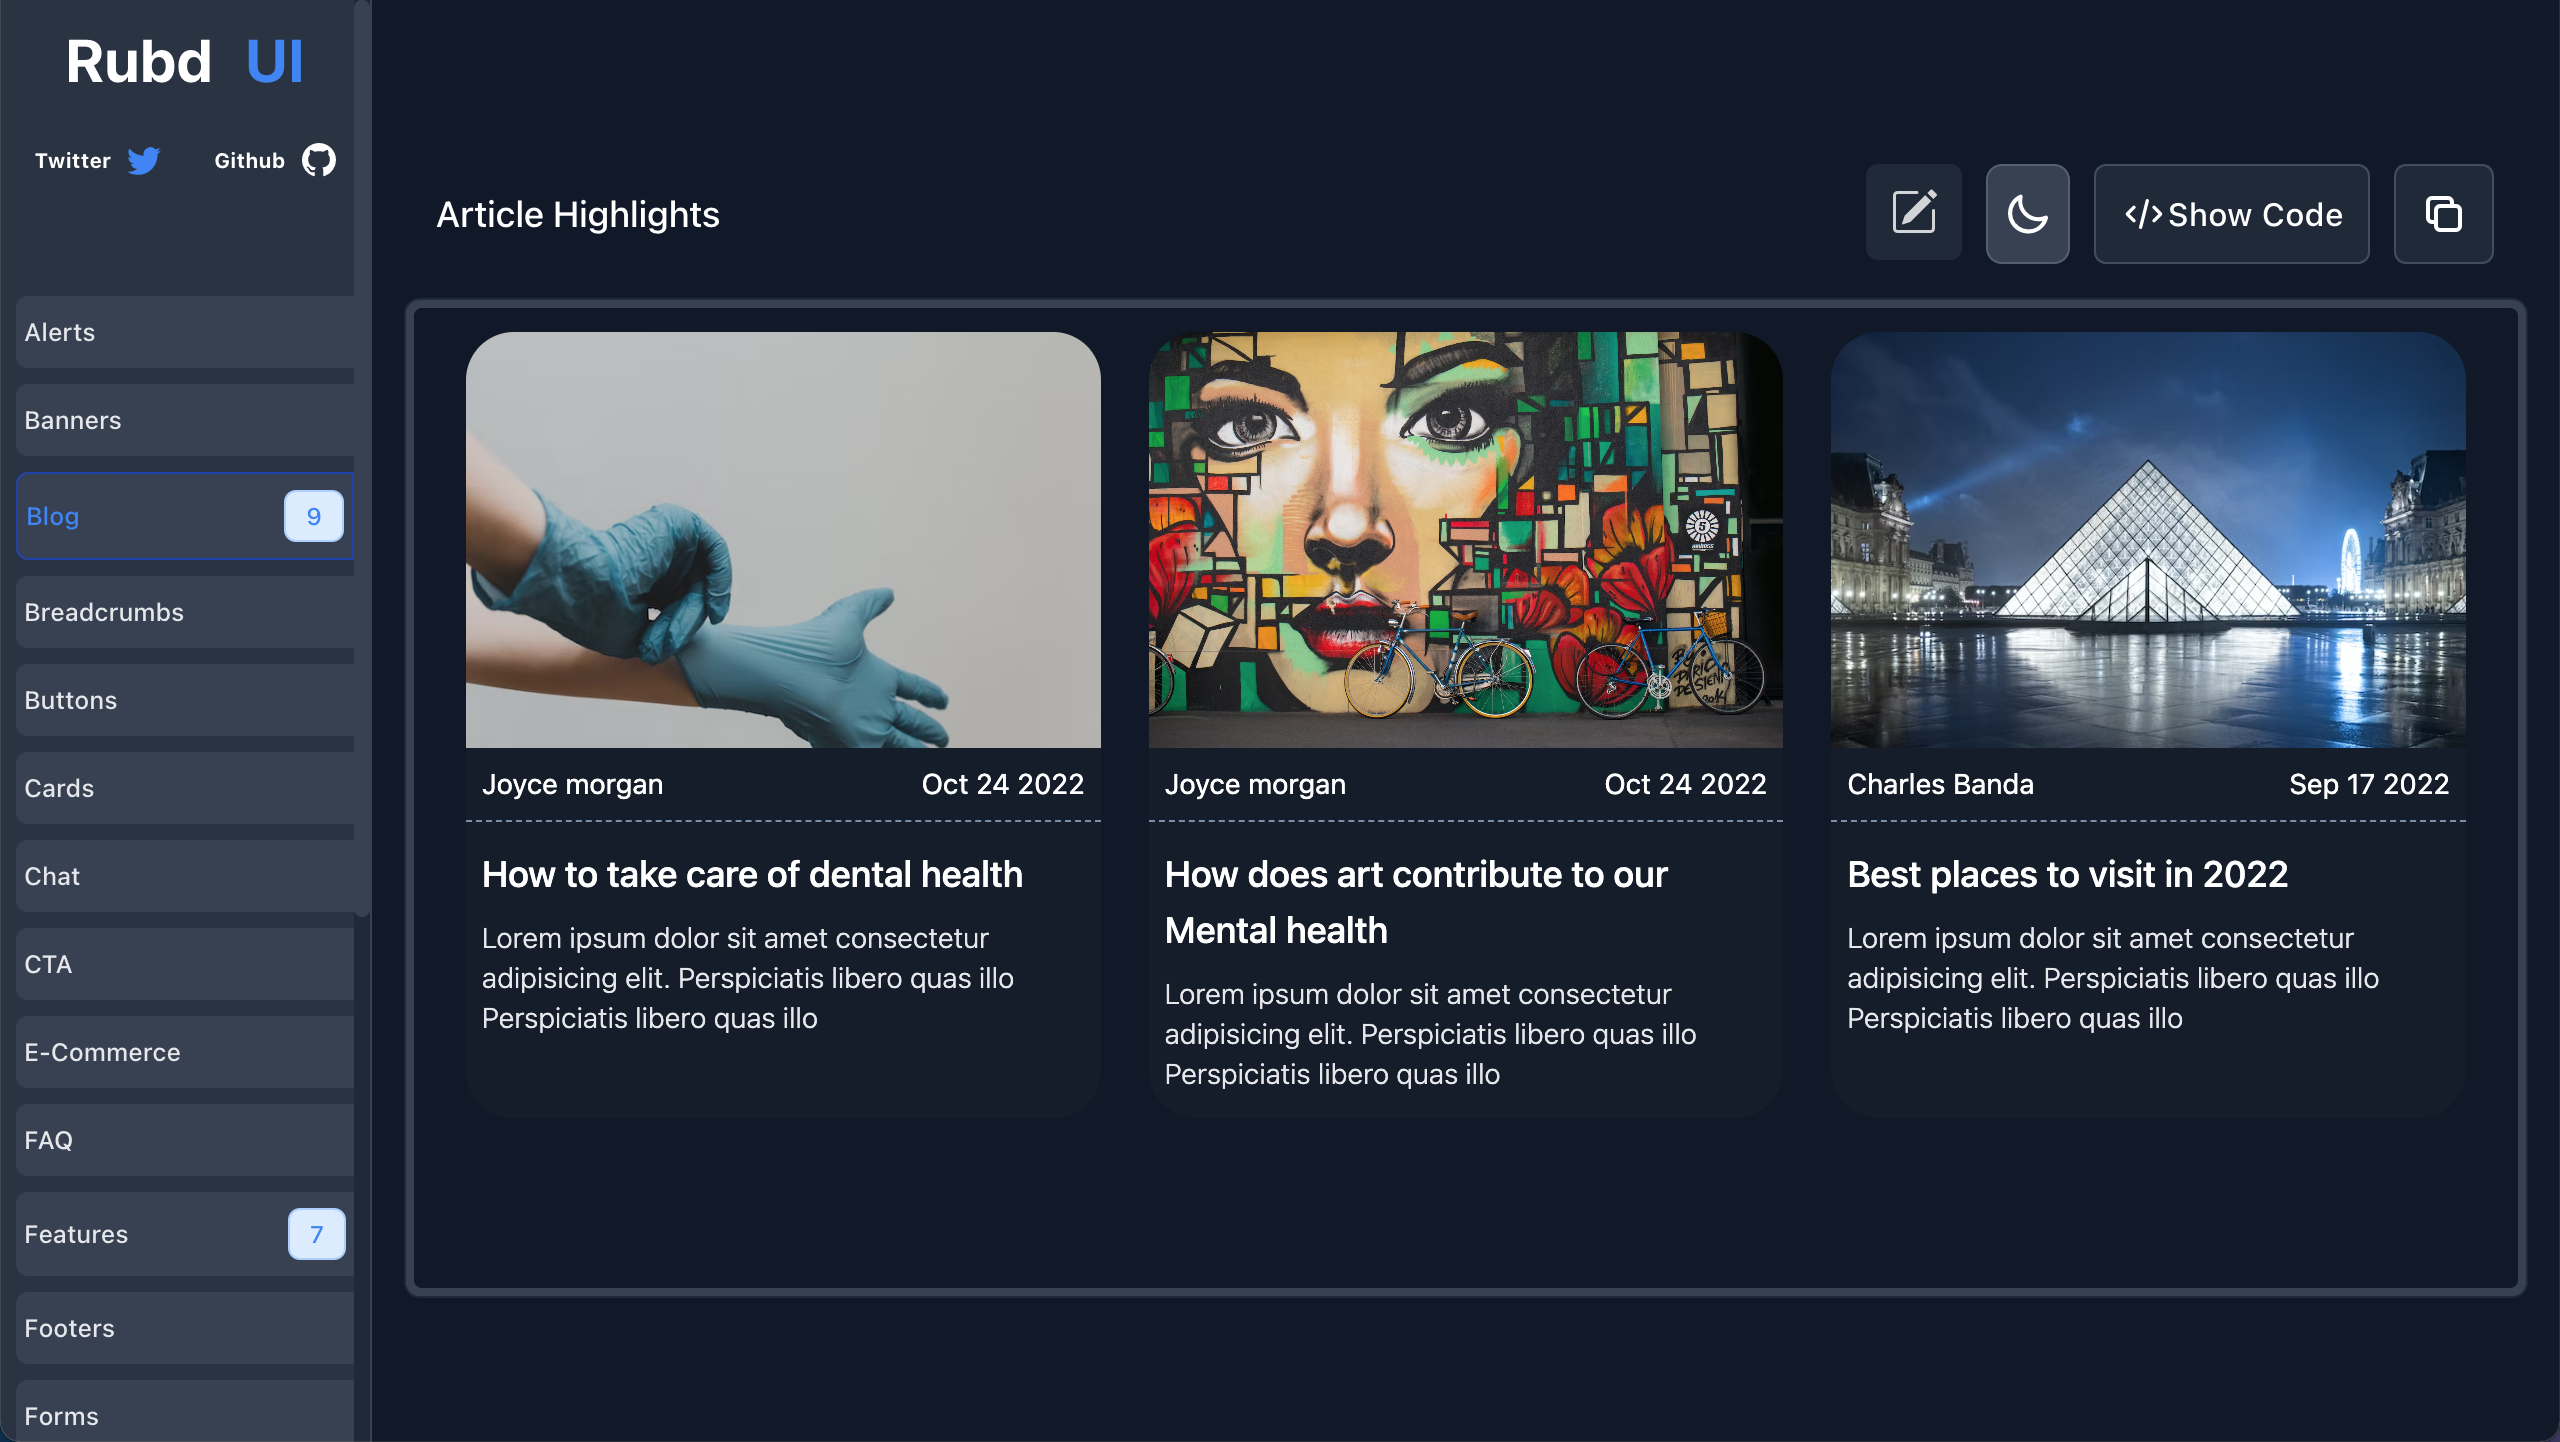 Rubd UI
Twitter
Github
Alerts
Banners
Blog 9
Breadcrumbs
Buttons
Cards
Chat
CTA
E-Commerce
FAQ
Features 7
Footers
Forms
Article Highlights
</>Show Code
Joyce morgan Oct 24 2022
How to take care of dental health
Lorem ipsum dolor sit amet consectetur
adipisicing elit. Perspiciatis libero quas illo
Perspiciatis libero quas illo
Joyce morgan Oct 24 2022
How does art contribute to our
Mental health
Lorem ipsum dolor sit amet consectetur
adipisicing elit. Perspiciatis libero quas illo
Perspiciatis libero quas illo
Charles Banda Sep 17 2022
Best places to visit in 2022
Lorem ipsum dolor sit amet consectetur
adipisicing elit. Perspiciatis libero quas illo
Perspiciatis libero quas illo